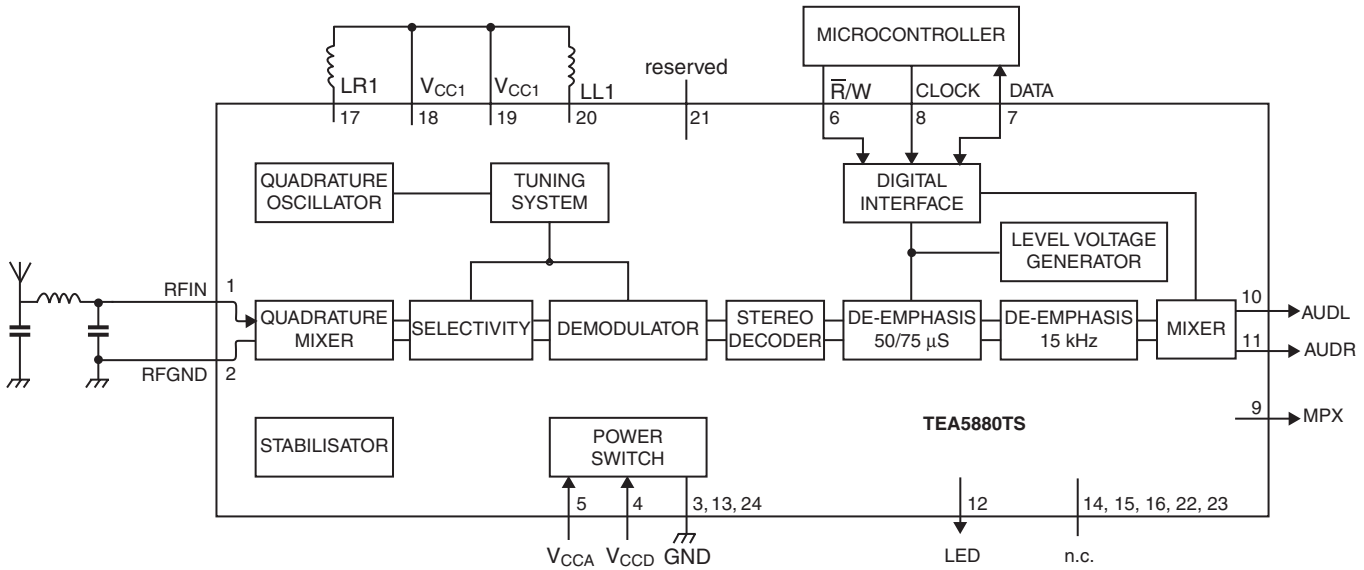 MICROCONTROLLER
LR1
VCC1
VCC1
LL1
reserved
R̅/W
CLOCK
DATA
17
18
19
20
21
6
8
7
QUADRATURE
OSCILLATOR
TUNING
SYSTEM
DIGITAL
INTERFACE
LEVEL VOLTAGE
GENERATOR
RFIN
1
10
AUDL
QUADRATURE
MIXER
SELECTIVITY
DEMODULATOR
STEREO
DECODER
DE-EMPHASIS
50/75 μS
DE-EMPHASIS
15 kHz
MIXER
11
AUDR
RFGND
2
9
MPX
STABILISATOR
POWER
SWITCH
TEA5880TS
5
4
3, 13, 24
12
14, 15, 16, 22, 23
VCCA
VCCD
GND
LED
n.c.